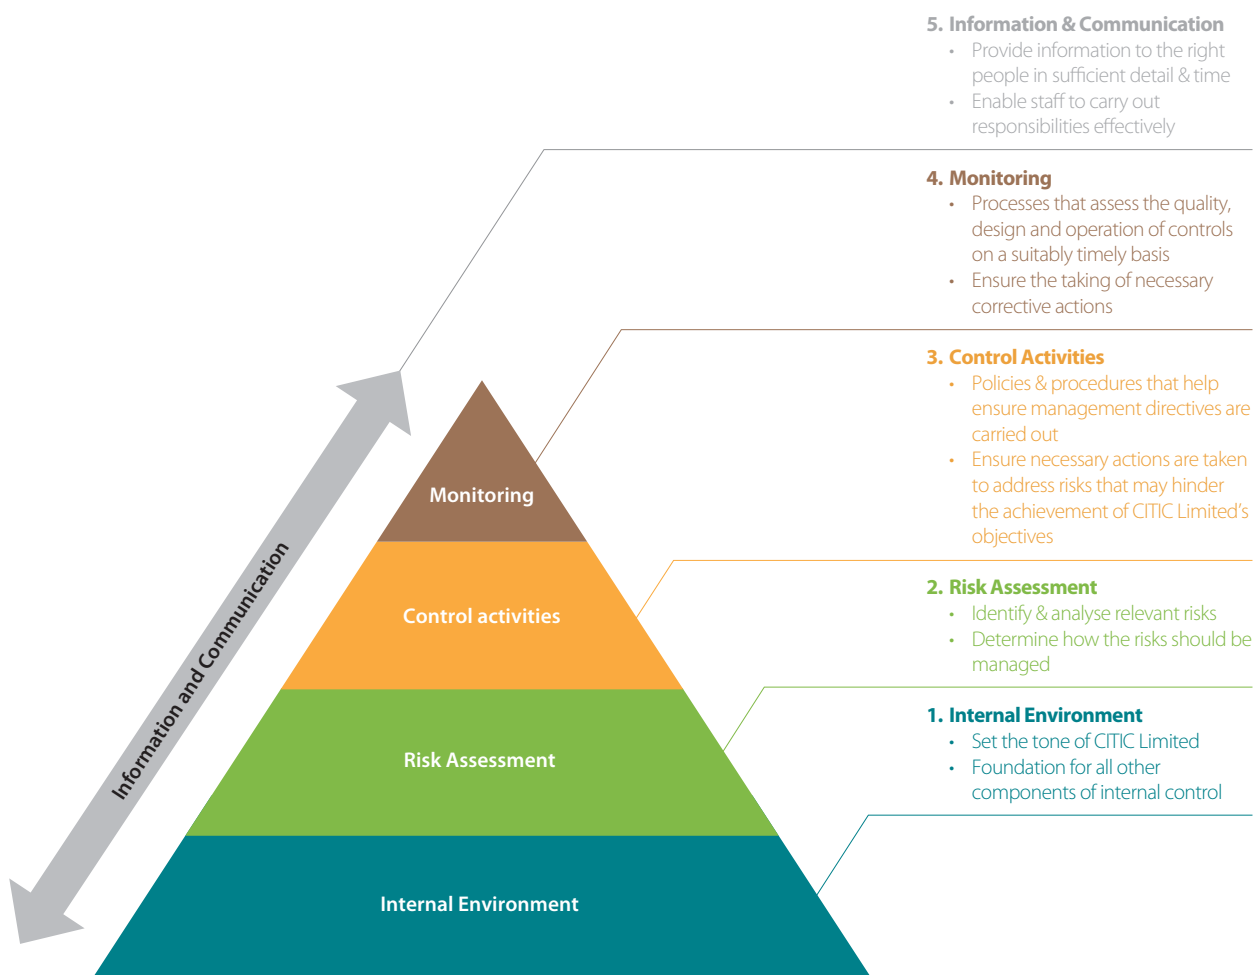 5. Information & Communication
• Provide information to the right
people in sufficient detail & time
• Enable staff to carry out
responsibilities effectively
4. Monitoring
• Processes that assess the quality,
design and operation of controls
on a suitably timely basis
• Ensure the taking of necessary
corrective actions
3. Control Activities
• Policies & procedures that help
ensure management directives are
carried out
• Ensure necessary actions are taken
to address risks that may hinder
the achievement of CITIC Limited's
objectives
2. Risk Assessment
• Identify & analyse relevant risks
• Determine how the risks should be
managed
1. Internal Environment
• Set the tone of CITIC Limited
• Foundation for all other
components of internal control
Information and Communication
Monitoring
Control activities
Risk Assessment
Internal Environment